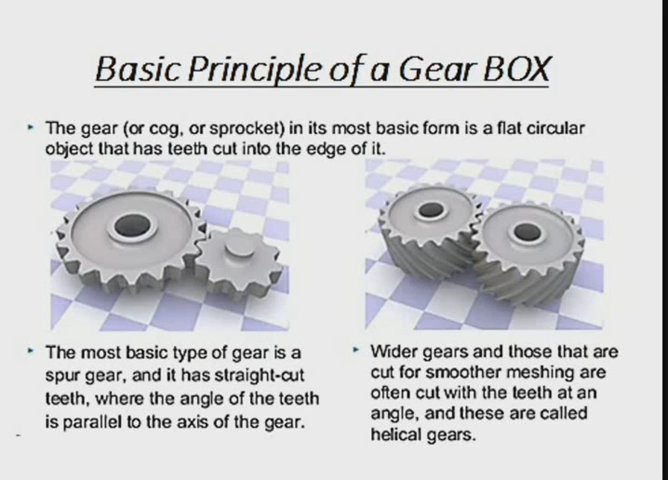 Basic Principle of a Gear BOX
The gear (or cog, or sprocket) in its most basic form is a flat circular
object that has teeth cut into the edge of it.
The most basic type of gear is a
spur gear, and it has straight-cut
teeth, where the angle of the teeth
is parallel to the axis of the gear.
Wider gears and those that are
cut for smoother meshing are
often cut with the teeth at an
angle, and these are called
helical gears.